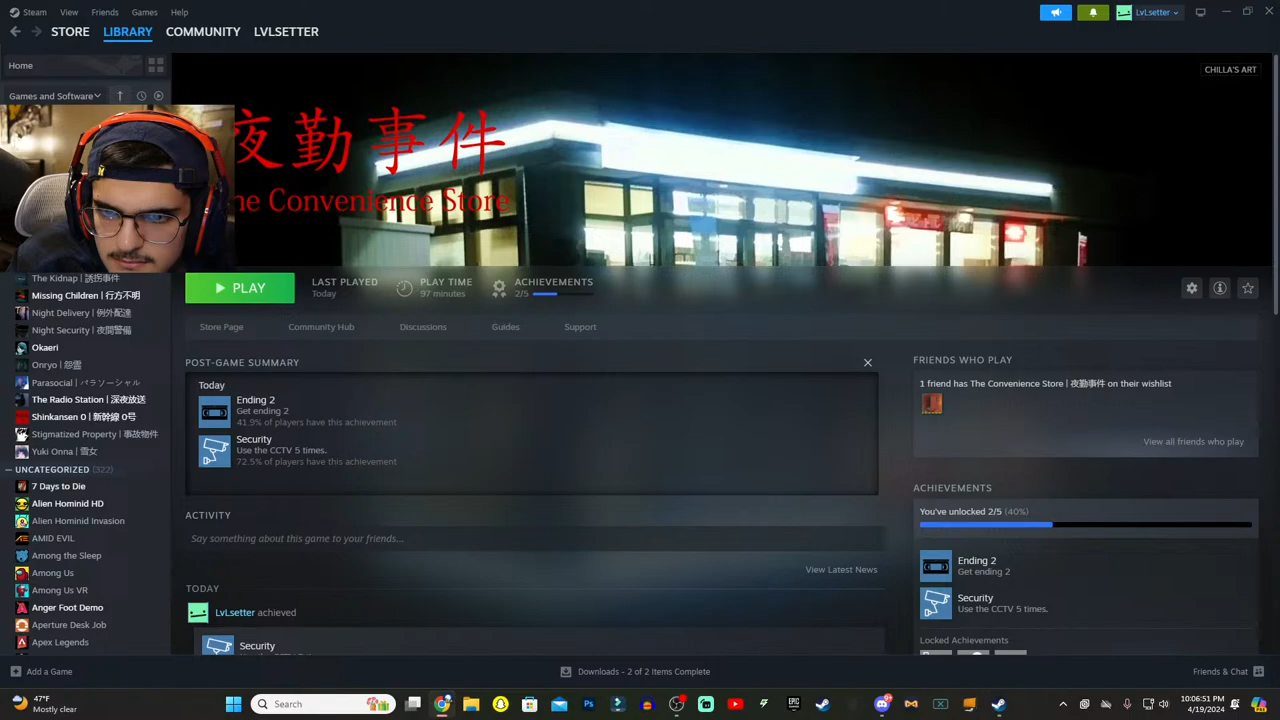 Steam View Friends Games Help LvLsetter
STORE LIBRARY COMMUNITY LVLSETTER
Home
CHILLA'S ART
Games and Software
夜勤事件
he Convenience Store
The Kidnap | 誘拐事件
Missing Children | 行方不明
Night Delivery | 例外配達
Night Security | 夜間警備
Okaeri
Onryo | 怨霊
Parasocial | パラソーシャル
The Radio Station | 深夜放送
Shinkansen 0 | 新幹線 0号
Stigmatized Property | 事故物件
Yuki Onna | 雪女
UNCATEGORIZED (322)
7 Days to Die
Alien Hominid HD
Alien Hominid Invasion
AMID EVIL
Among the Sleep
Among Us
Among Us VR
Anger Foot Demo
Aperture Desk Job
Apex Legends
PLAY
LAST PLAYED
Today
PLAY TIME
97 minutes
ACHIEVEMENTS
2/5
Store Page Community Hub Discussions Guides Support
POST-GAME SUMMARY
Today
Ending 2
Get ending 2
41.9% of players have this achievement
Security
Use the CCTV 5 times.
72.5% of players have this achievement
ACTIVITY
Say something about this game to your friends...
View Latest News
TODAY
LvLsetter achieved
Security
FRIENDS WHO PLAY
1 friend has The Convenience Store | 夜勤事件 on their wishlist
View all friends who play
ACHIEVEMENTS
You've unlocked 2/5 (40%)
Ending 2
Get ending 2
Security
Use the CCTV 5 times.
Locked Achievements
Add a Game
Downloads - 2 of 2 Items Complete
Friends & Chat
47°F
Mostly clear
Search
10:06:51 PM
4/19/2024